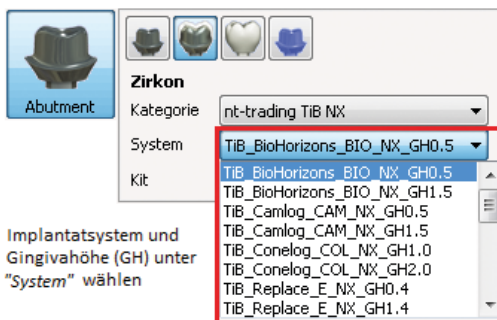 Abutment
Zirkon
Kategorie nt-trading TiB NX
System TiB_BioHorizons_BIO_NX_GH0.5
Kit
TiB_BioHorizons_BIO_NX_GH0.5
TiB_BioHorizons_BIO_NX_GH1.5
TiB_Camlog_CAM_NX_GH0.5
TiB_Camlog_CAM_NX_GH1.5
TiB_Conelog_COL_NX_GH1.0
TiB_Conelog_COL_NX_GH2.0
TiB_Replace_E_NX_GH0.4
TiB_Replace_E_NX_GH1.4
Implantatsystem und
Gingivahöhe (GH) unter
"System" wählen